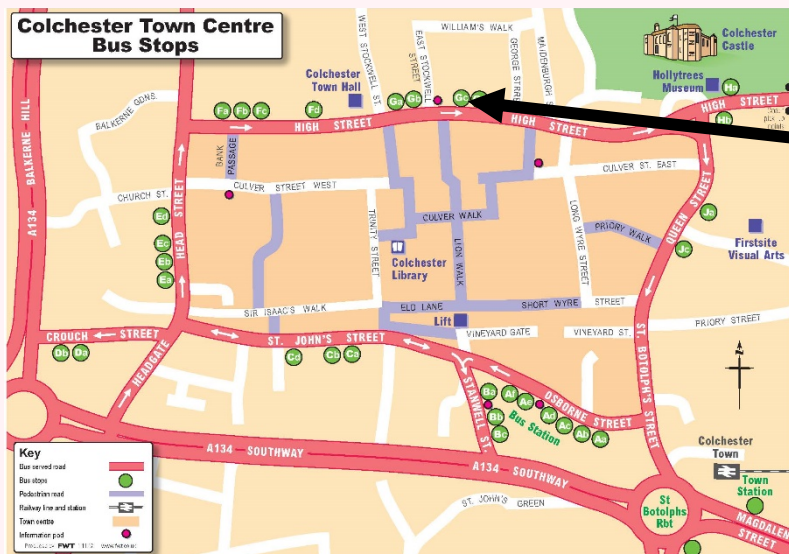 Colchester Town Centre
Bus Stops
WILLIAM'S WALK
WEST STOCKWELL ST.
EAST STOCKWELL
STREET
GEORGE STREET
MAIDENBURGH ST.
Colchester
Castle
Hollytrees
Museum
Colchester
Town Hall
Fa
Fb
Fc
Fd
Ga
Gb
Gc
Ha
Hb
HIGH STREET
HIGH STREET
HIGH STREET
BALKERNE GDNS.
BALKERNE HILL
A134
BANK
PASSAGE
CHURCH ST.
CULVER STREET WEST
CULVER ST. EAST
HEAD STREET
Ed
Ec
Eb
Ea
TRINITY STREET
CULVER WALK
LION WALK
LONG WYRE STREET
PRIORY WALK
QUEEN STREET
Ja
Jc
Firstsite
Visual Arts
Colchester
Library
SIR ISAAC'S WALK
ELD LANE
SHORT WYRE
STREET
Lift
VINEYARD GATE
VINEYARD ST.
PRIORY STREET
CROUCH STREET
Db
Da
HEADGATE
ST. JOHN'S STREET
Cd
Cb
Ca
STANWELL ST.
OSBORNE STREET
ST. BOTOLPH'S STREET
Ba
Bb
Bc
Af
Ae
Ad
Ac
Ab
Aa
Bus Station
N
A134 SOUTHWAY
A134 SOUTHWAY
ST. JOHN'S
GREEN
St
Botolphs
Rbt
Colchester
Town
Town
Station
MAGDALEN
STREET
Key
Bus served road
Bus stops
Pedestrian road
Railway line and station
Town centre
Information pod
FWT